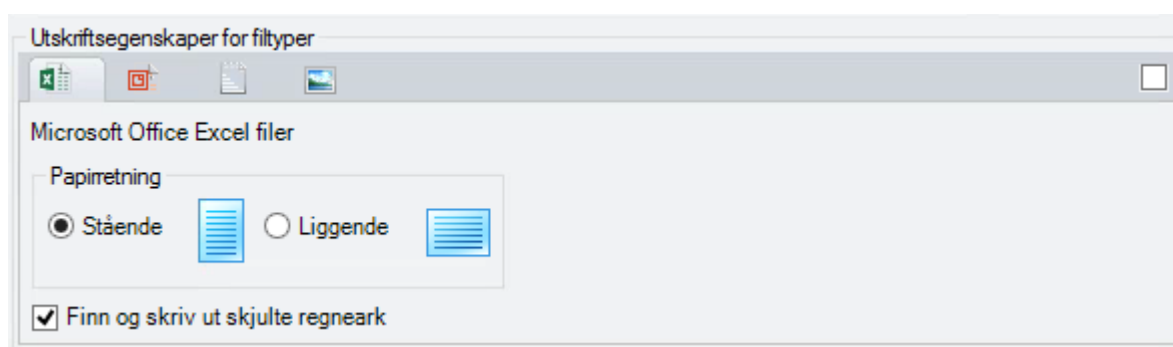 Utskriftsegenskaper for filtyper
Microsoft Office Excel filer
Papirretning
Stående
Liggende
Finn og skriv ut skjulte regneark